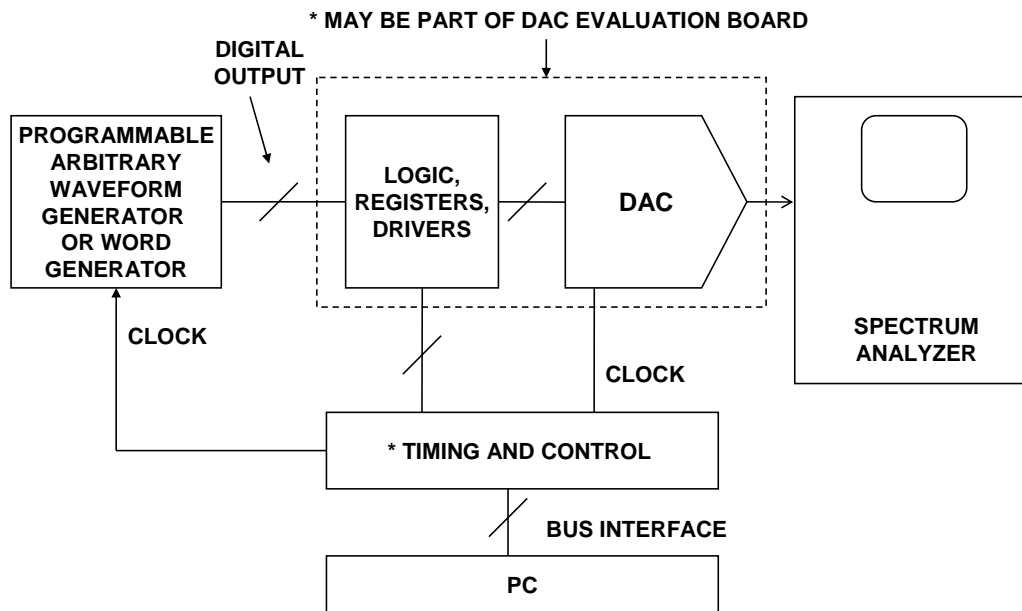 * MAY BE PART OF DAC EVALUATION BOARD
DIGITAL
OUTPUT
PROGRAMMABLE
ARBITRARY
WAVEFORM
GENERATOR
OR WORD
GENERATOR
LOGIC,
REGISTERS,
DRIVERS
DAC
SPECTRUM
ANALYZER
CLOCK
CLOCK
* TIMING AND CONTROL
BUS INTERFACE
PC